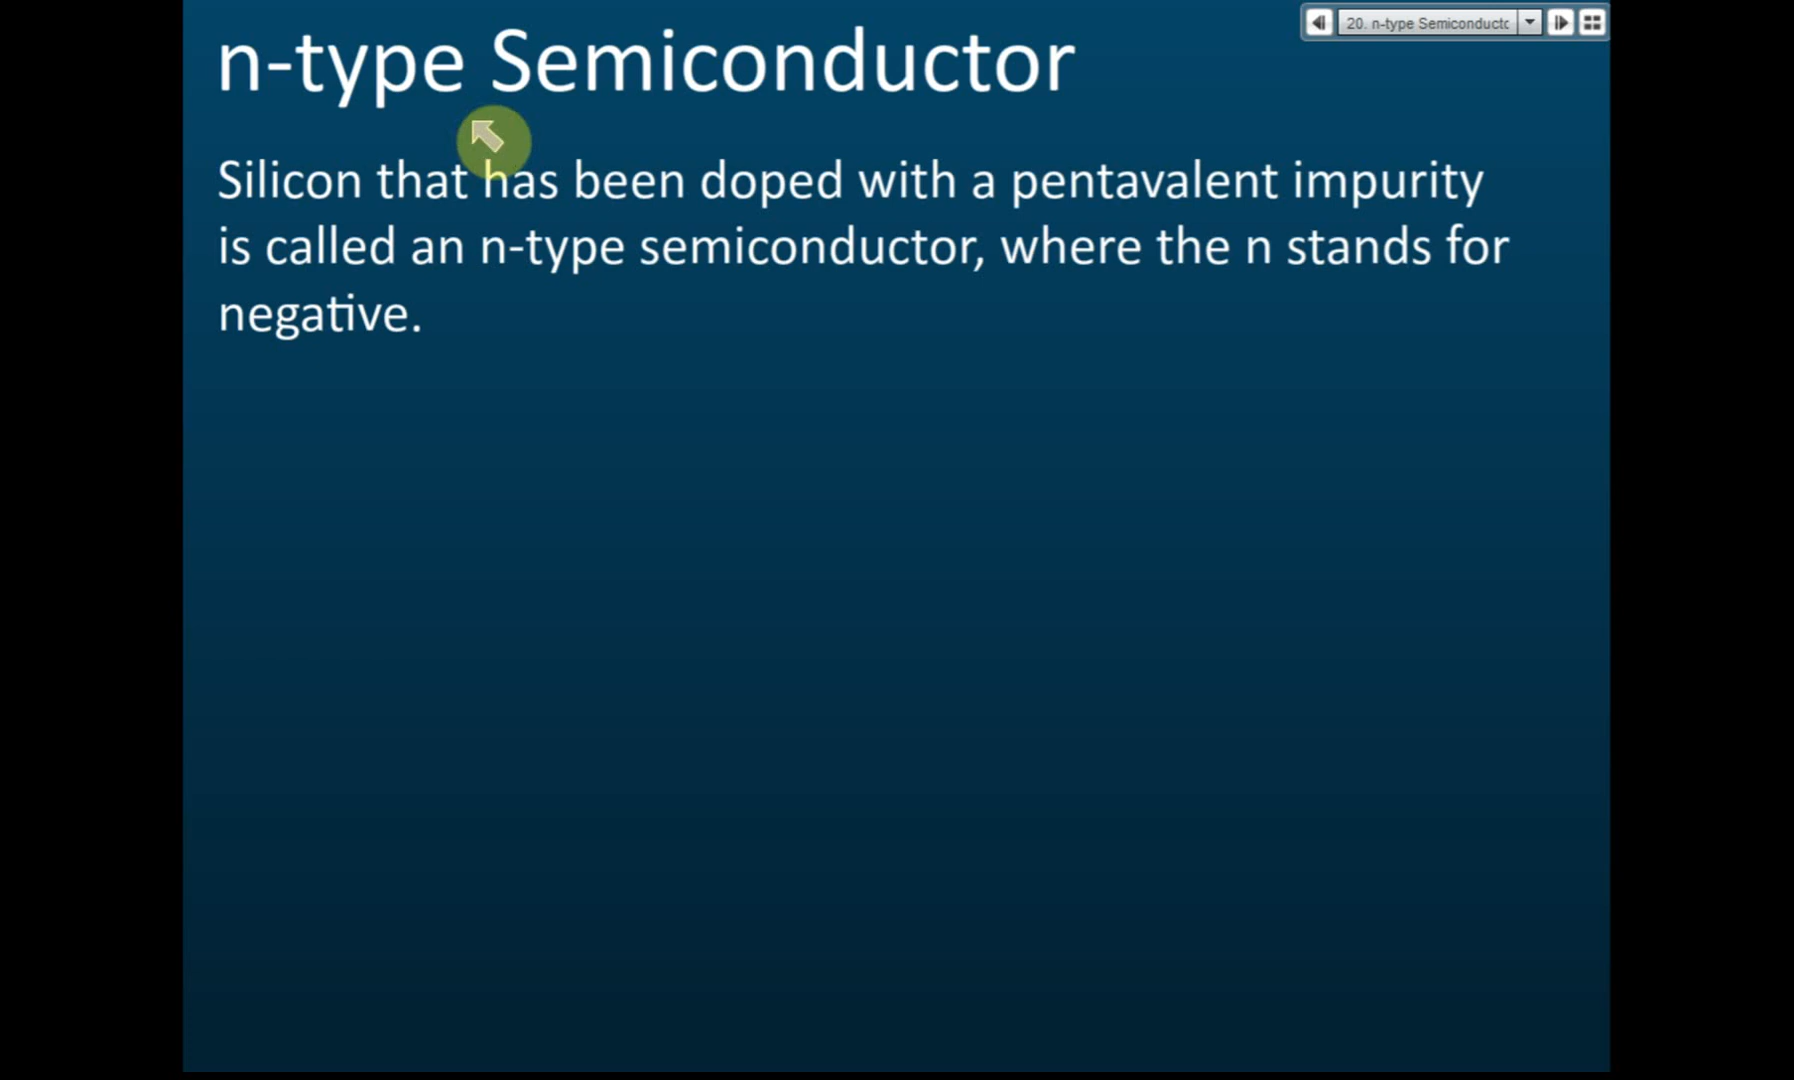 n-type Semiconductor
20. n-type Semiconductc
Silicon that has been doped with a pentavalent impurity
is called an n-type semiconductor, where the n stands for
negative.